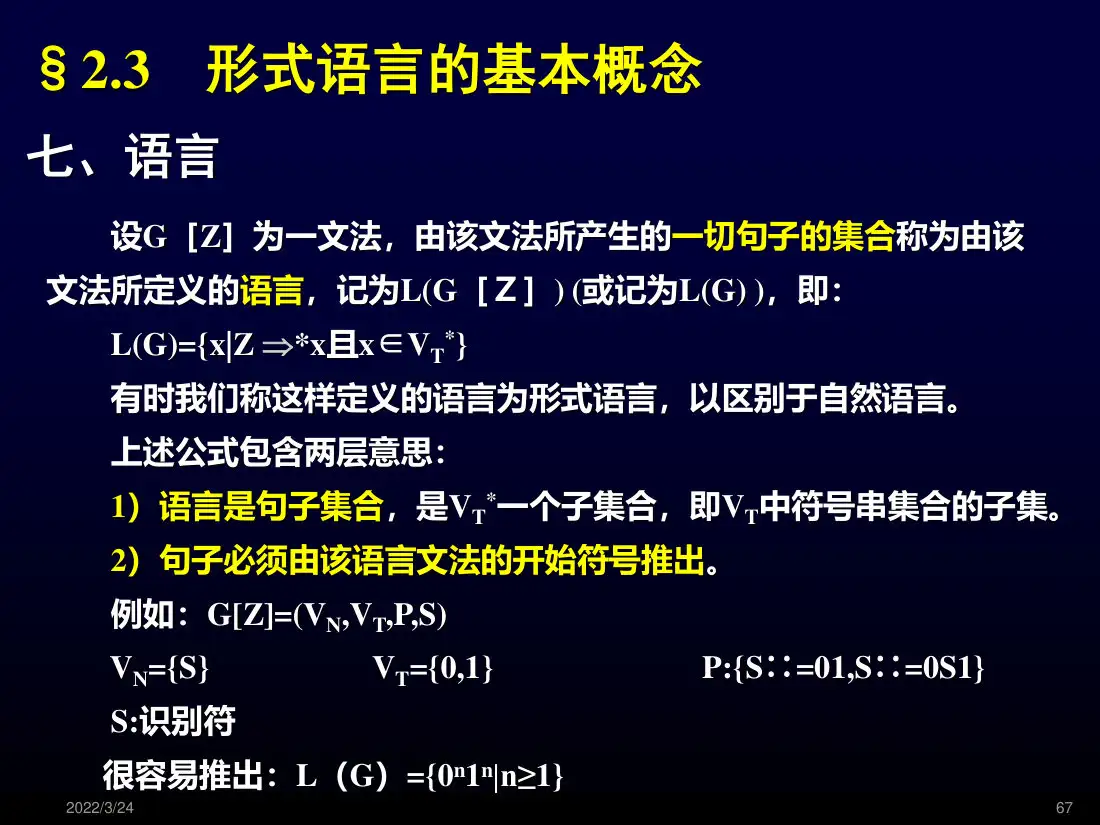 §2.3 形式语言的基本概念
七、语言
设G［Z］为一文法，由该文法所产生的一切句子的集合称为由该
文法所定义的语言，记为L(G［Z］) (或记为L(G) )，即：
L(G)={x|Z ⇒*x且x∈V_T^*}
有时我们称这样定义的语言为形式语言，以区别于自然语言。
上述公式包含两层意思：
1）语言是句子集合，是V_T^*一个子集合，即V_T中符号串集合的子集。
2）句子必须由该语言文法的开始符号推出。
例如：G[Z]=(V_N,V_T,P,S)
V_N={S} V_T={0,1} P:{S∷=01,S∷=0S1}
S:识别符
很容易推出：L（G）={0ⁿ1ⁿ|n≥1}
2022/3/24 67